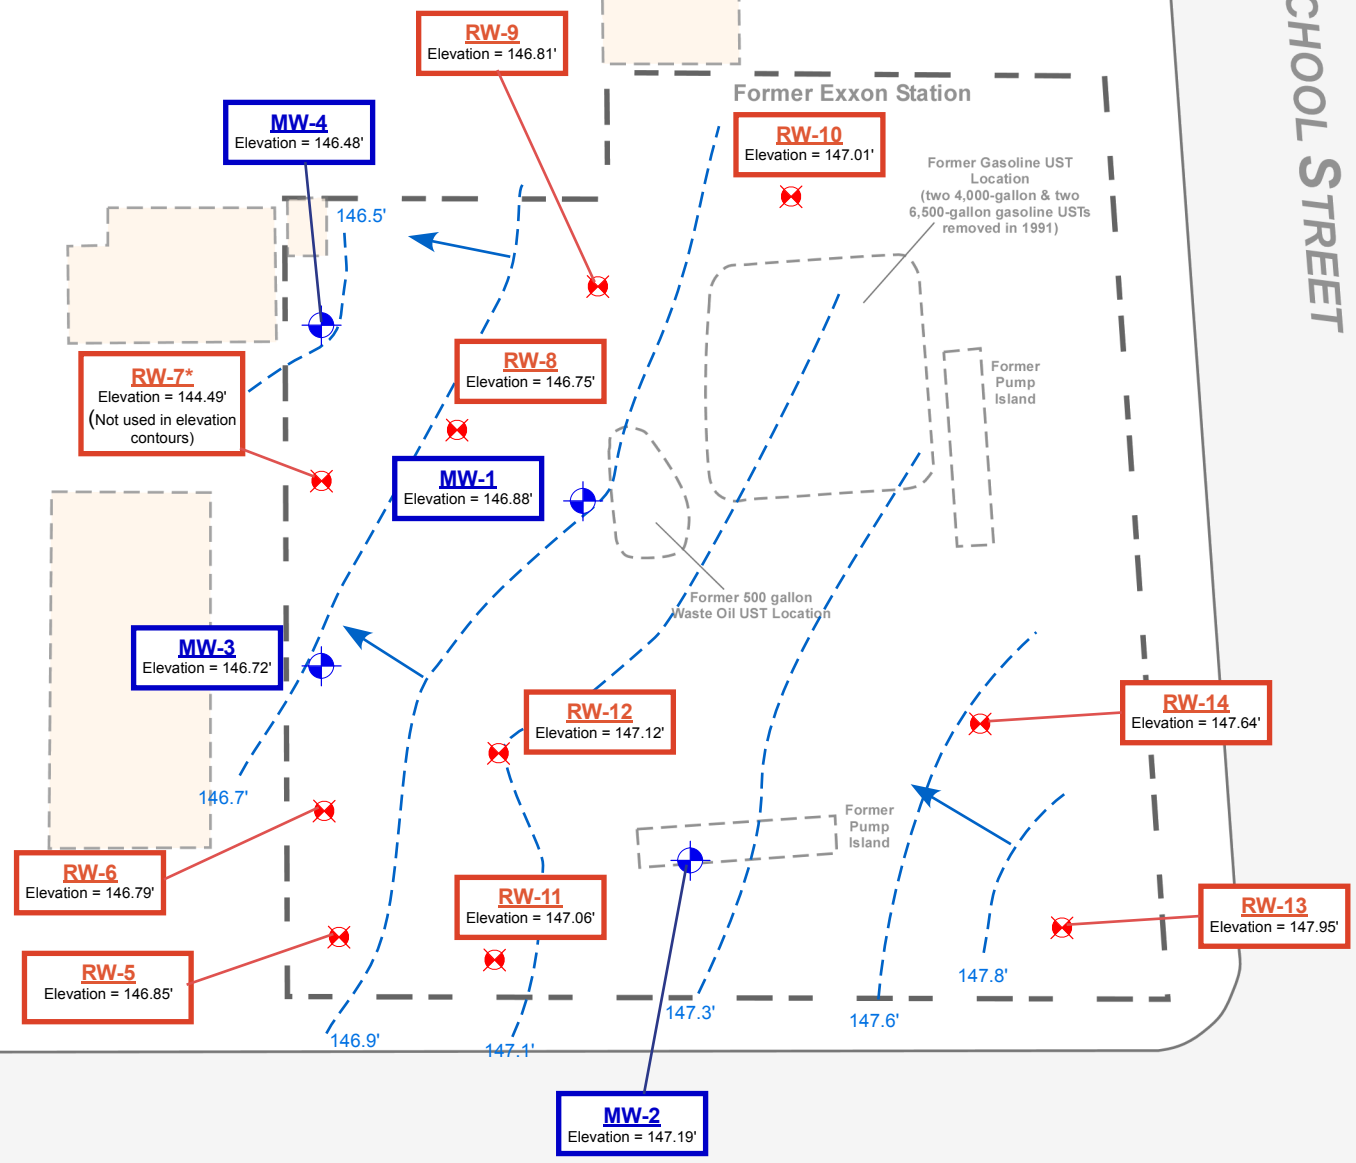 RW-9
Elevation = 146.81'
CHOOL STREET
Former Exxon Station
MW-4
Elevation = 146.48'
RW-10
Elevation = 147.01'
Former Gasoline UST
Location
(two 4,000-gallon & two
6,500-gallon gasoline USTs
removed in 1991)
146.5'
RW-8
Elevation = 146.75'
RW-7*
Elevation = 144.49'
(Not used in elevation
contours)
Former
Pump
Island
MW-1
Elevation = 146.88'
Former 500 gallon
Waste Oil UST Location
MW-3
Elevation = 146.72'
RW-12
Elevation = 147.12'
RW-14
Elevation = 147.64'
146.7'
Former
Pump
Island
RW-6
Elevation = 146.79'
RW-11
Elevation = 147.06'
RW-13
Elevation = 147.95'
RW-5
Elevation = 146.85'
147.8'
147.3'
147.6'
146.9'
147.1'
MW-2
Elevation = 147.19'